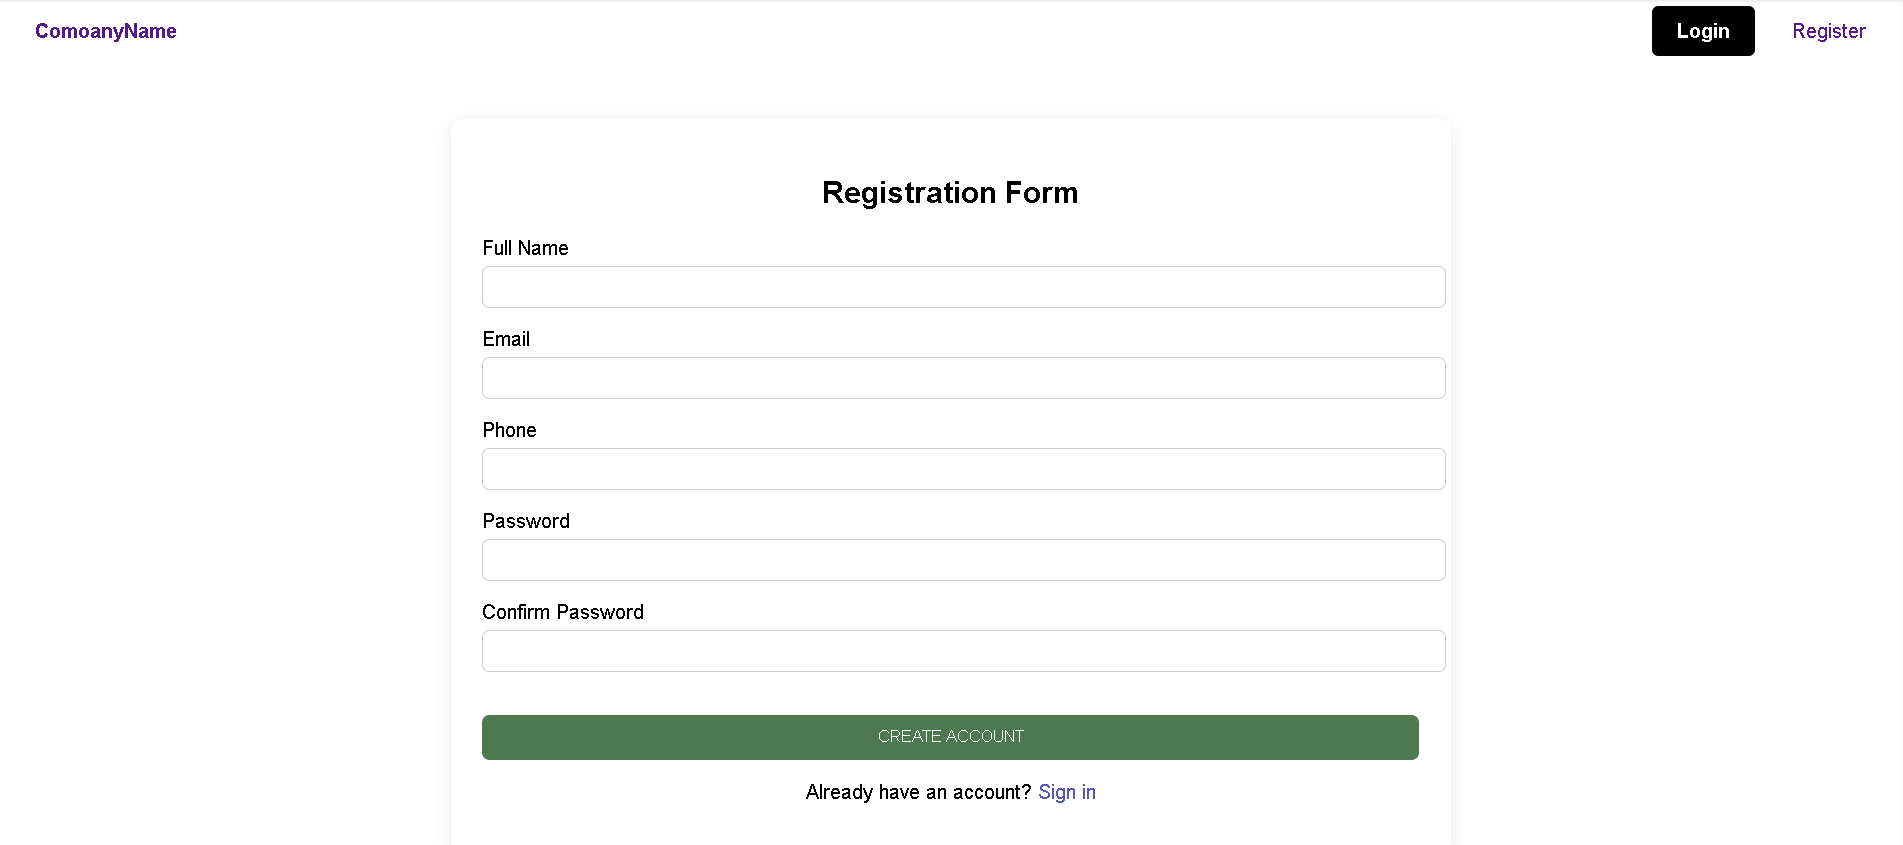 ComoanyName
Login
Register
Registration Form
Full Name
Email
Phone
Password
Confirm Password
CREATE ACCOUNT
Already have an account? Sign in